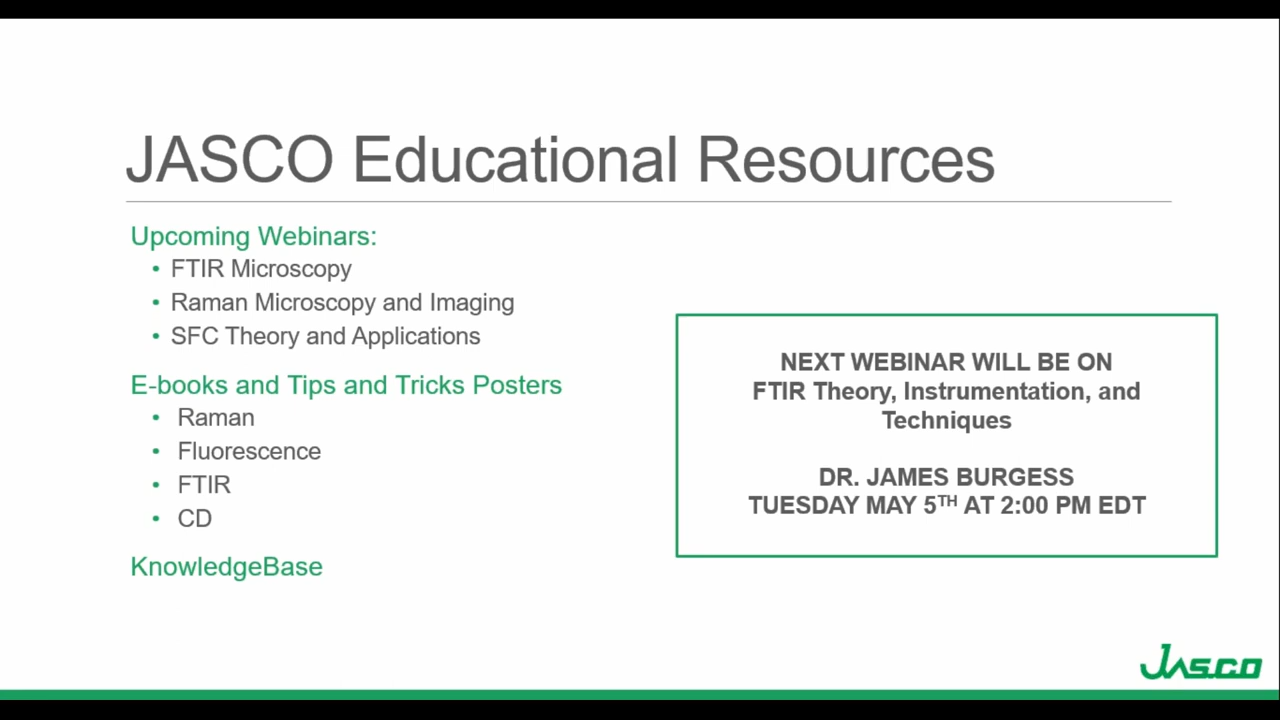 JASCO Educational Resources
Upcoming Webinars:
• FTIR Microscopy
• Raman Microscopy and Imaging
• SFC Theory and Applications
E-books and Tips and Tricks Posters
• Raman
• Fluorescence
• FTIR
• CD
KnowledgeBase
NEXT WEBINAR WILL BE ON
FTIR Theory, Instrumentation, and
Techniques
DR. JAMES BURGESS
TUESDAY MAY 5TH AT 2:00 PM EDT
JASCO